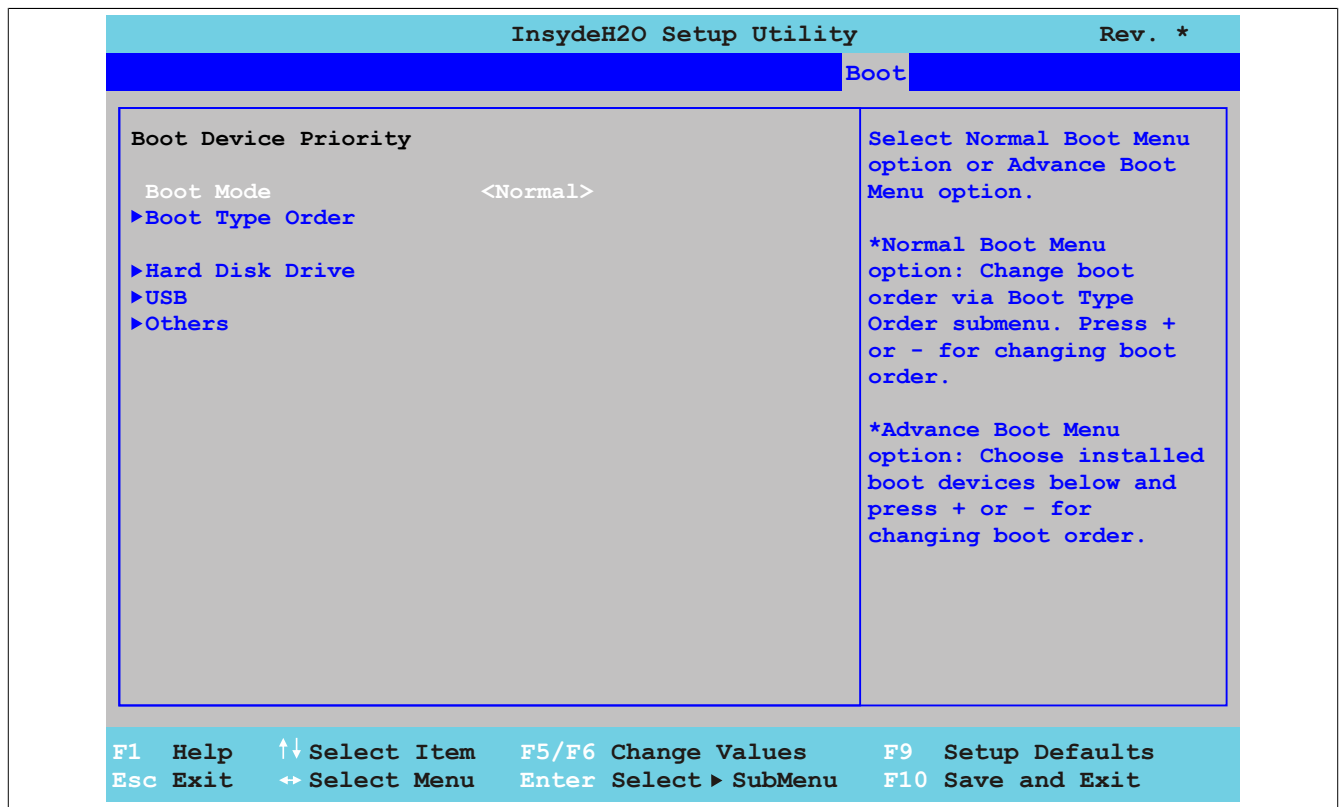 InsydeH2O Setup Utility Rev. *
Boot
Boot Device Priority
Boot Mode <Normal>
▶Boot Type Order
▶Hard Disk Drive
▶USB
▶Others
Select Normal Boot Menu
option or Advance Boot
Menu option.
*Normal Boot Menu
option: Change boot
order via Boot Type
Order submenu. Press +
or - for changing boot
order.
*Advance Boot Menu
option: Choose installed
boot devices below and
press + or - for
changing boot order.
F1 Help ↑↓ Select Item F5/F6 Change Values F9 Setup Defaults
Esc Exit ↔ Select Menu Enter Select ▶ SubMenu F10 Save and Exit